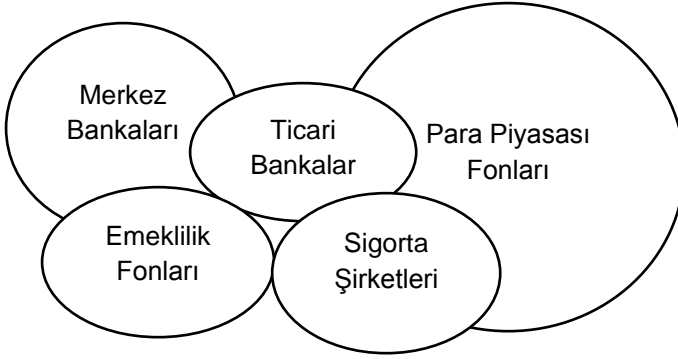 Merkez
Bankaları
Ticari
Bankalar
Para Piyasası
Fonları
Emeklilik
Fonları
Sigorta
Şirketleri